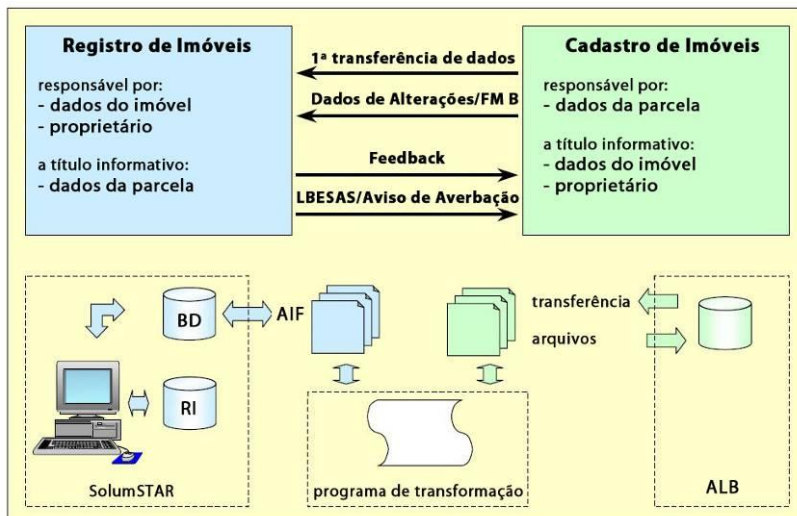 Registro de Imóveis
responsável por:
- dados do imóvel
- proprietário
a título informativo:
- dados da parcela
1ª transferência de dados
Dados de Alterações/FM B
Feedback
LBESAS/Aviso de Averbação
Cadastro de Imóveis
responsável por:
- dados da parcela
a título informativo:
- dados do imóvel
- proprietário
BD
AIF
RI
SolumSTAR
programa de transformação
transferência
arquivos
ALB